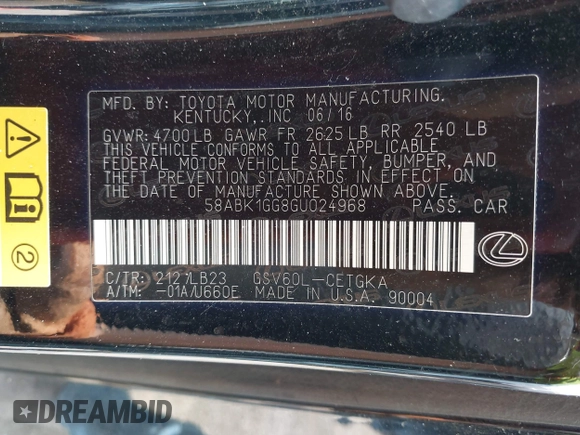 MFD. BY: TOYOTA MOTOR MANUFACTURING.
KENTUCKY, INC 06/16
GVWR: 4700 LB GAWR FR 2625 LB RR 2540 LB
THIS VEHICLE CONFORMS TO ALL APPLICABLE
FEDERAL MOTOR VEHICLE SAFETY, BUMPER, AND
THEFT PREVENTION STANDARDS IN EFFECT ON
THE DATE OF MANUFACTURE SHOWN ABOVE.
58ABK1GG8GU024968 PASS. CAR
C/TR: 2127LB23 GSV60L-CETGKA
A/TM: -01A/U660E MADE IN U.S.A. 90004
2
DREAMBID